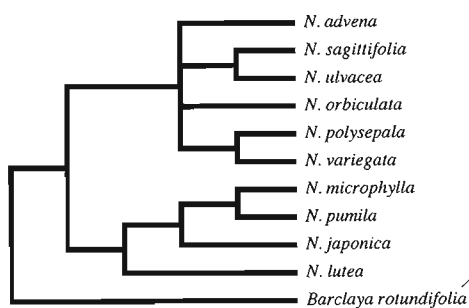 N. advena
N. sagittifolia
N. ulvacea
N. orbiculata
N. polysepala
N. variegata
N. microphylla
N. pumila
N. japonica
N. lutea
Barclaya rotundifolia